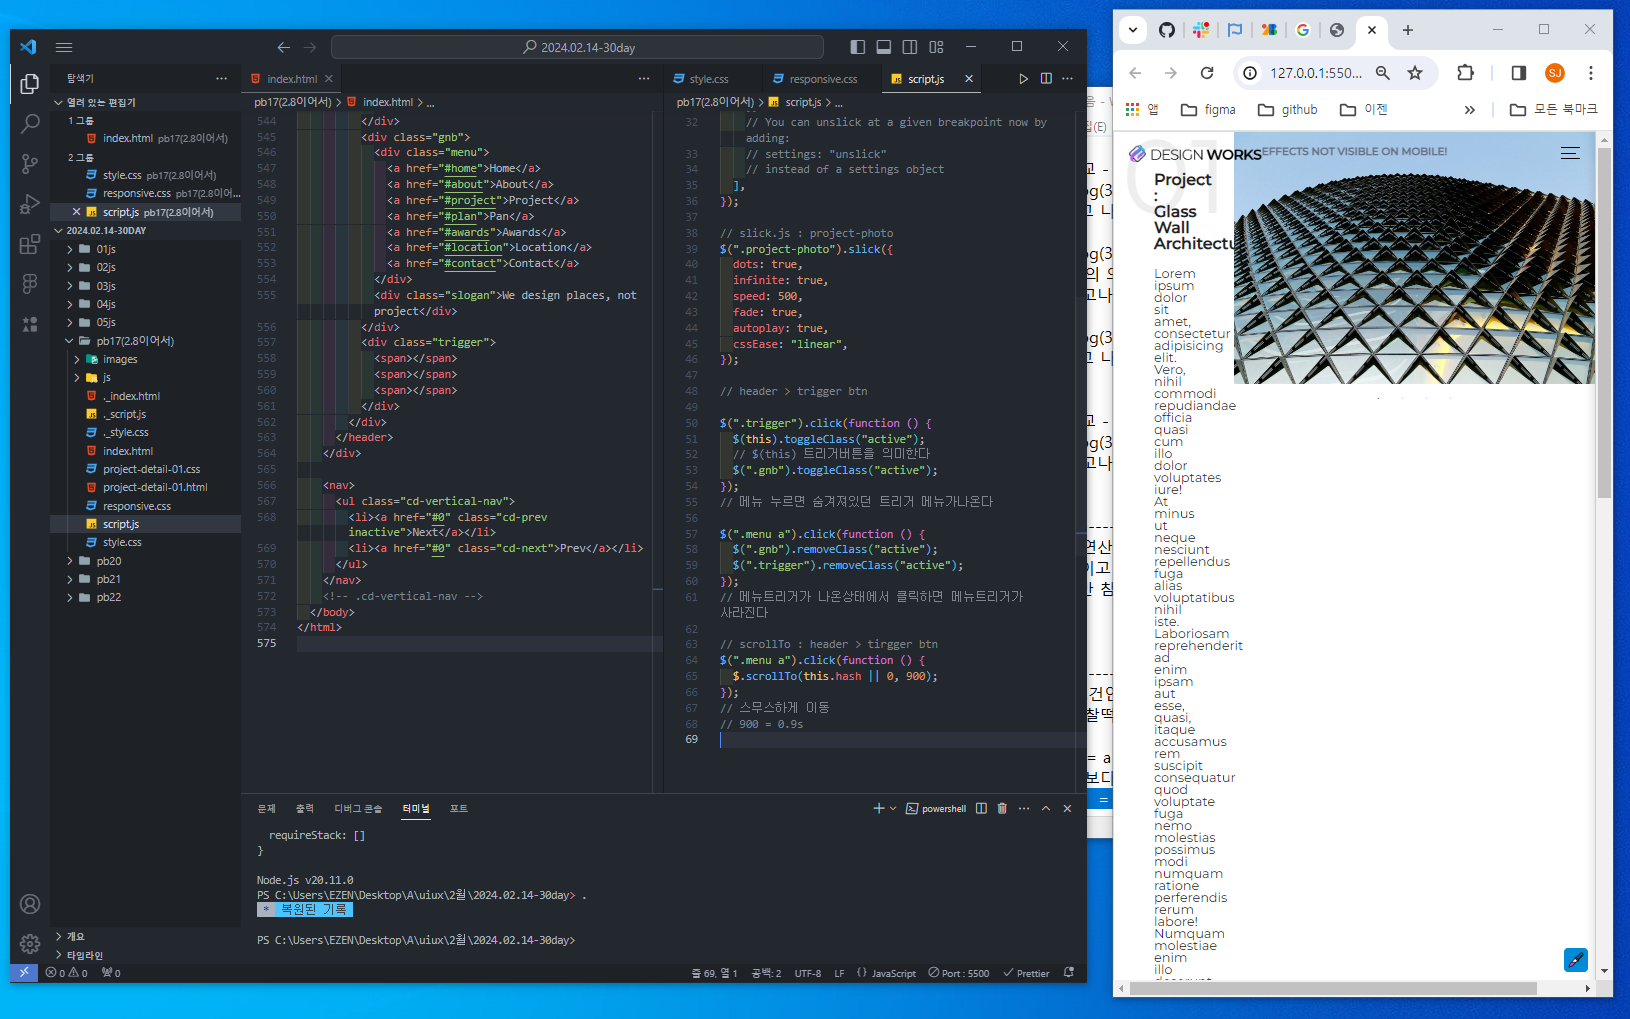 2024.02.14-30day
탐색기
열려 있는 편집기
1 그룹
index.html pb17(2.8이어서)
2 그룹
style.css pb17(2.8이어서)
responsive.css pb17(2.8이어...
script.js pb17(2.8이어서)
2024.02.14-30DAY
01js
02js
03js
04js
05js
pb17(2.8이어서)
images
js
._index.html
._script.js
._style.css
index.html
project-detail-01.css
project-detail-01.html
responsive.css
script.js
style.css
pb20
pb21
pb22
개요
타임라인
index.html
pb17(2.8이어서) > index.html > ...
544 </div>
545 <div class="gnb">
546 <div class="menu">
547 <a href="#home">Home</a>
548 <a href="#about">About</a>
549 <a href="#project">Project</a>
550 <a href="#plan">Pan</a>
551 <a href="#awards">Awards</a>
552 <a href="#location">Location</a>
553 <a href="#contact">Contact</a>
554 </div>
555 <div class="slogan">We design places, not
project</div>
556 </div>
557 <div class="trigger">
558 <span></span>
559 <span></span>
560 <span></span>
561 </div>
562 </div>
563 </header>
564 </div>
565
566 <nav>
567 <ul class="cd-vertical-nav">
568 <li><a href="#0" class="cd-prev
inactive">Next</a></li>
569 <li><a href="#0" class="cd-next">Prev</a></li>
570 </ul>
571 </nav>
572 <!-- .cd-vertical-nav -->
573 </body>
574 </html>
575
style.css responsive.css script.js
pb17(2.8이어서) > script.js > ...
32 // You can unslick at a given breakpoint now by
adding:
33 // settings: "unslick"
34 // instead of a settings object
35 ],
36 });
37
38 // slick.js : project-photo
39 $(".project-photo").slick({
40 dots: true,
41 infinite: true,
42 speed: 500,
43 fade: true,
44 autoplay: true,
45 cssEase: "linear",
46 });
47
48 // header > trigger btn
49
50 $(".trigger").click(function () {
51 $(this).toggleClass("active");
52 // $(this) 트리거버튼을 의미한다
53 $(".gnb").toggleClass("active");
54 });
55 // 메뉴 누르면 숨겨져있던 트리거 메뉴가나온다
56
57 $(".menu a").click(function () {
58 $(".gnb").removeClass("active");
59 $(".trigger").removeClass("active");
60 });
61 // 메뉴트리거가 나온상태에서 클릭하면 메뉴트리거가
사라진다
62
63 // scrollTo : header > tirgger btn
64 $(".menu a").click(function () {
65 $.scrollTo(this.hash || 0, 900);
66 });
67 // 스무스하게 이동
68 // 900 = 0.9s
69
문제 출력 디버그 콘솔 터미널 포트
powershell
requireStack: []
}
Node.js v20.11.0
PS C:\Users\EZEN\Desktop\A\uiux\2월\2024.02.14-30day> .
* 복원된 기록
PS C:\Users\EZEN\Desktop\A\uiux\2월\2024.02.14-30day>
0 0 0
줄 69, 열 1 공백: 2 UTF-8 LF {} JavaScript Port : 5500 Prettier
127.0.0.1:550...
SJ
앱 figma github 이젠 모든 북마크
01
DESIGN WORKS
EFFECTS NOT VISIBLE ON MOBILE!
Project
:
Glass
Wall
Architectu
Lorem
ipsum
dolor
sit
amet,
consectetur
adipisicing
elit.
Vero,
nihil
commodi
repudiandae
officia
quasi
cum
illo
dolor
voluptates
iure!
At
minus
ut
neque
nesciunt
repellendus
fuga
alias
voluptatibus
nihil
iste.
Laboriosam
reprehenderit
ad
enim
ipsam
aut
esse,
quasi,
itaque
accusamus
rem
suscipit
consequatur
quod
voluptate
fuga
nemo
molestias
possimus
modi
numquam
ratione
perferendis
rerum
labore!
Numquam
molestiae
enim
illo